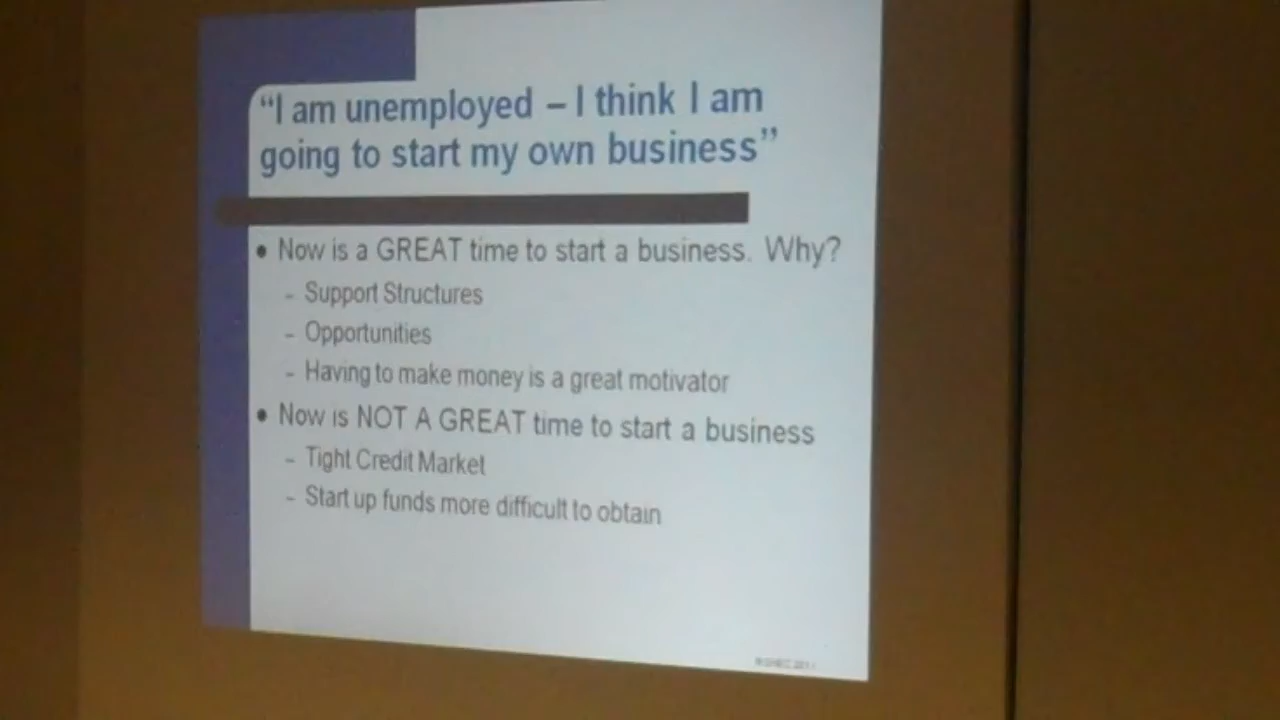 “I am unemployed – I think I am
going to start my own business”
• Now is a GREAT time to start a business. Why?
– Support Structures
– Opportunities
– Having to make money is a great motivator
• Now is NOT A GREAT time to start a business
– Tight Credit Market
– Start up funds more difficult to obtain